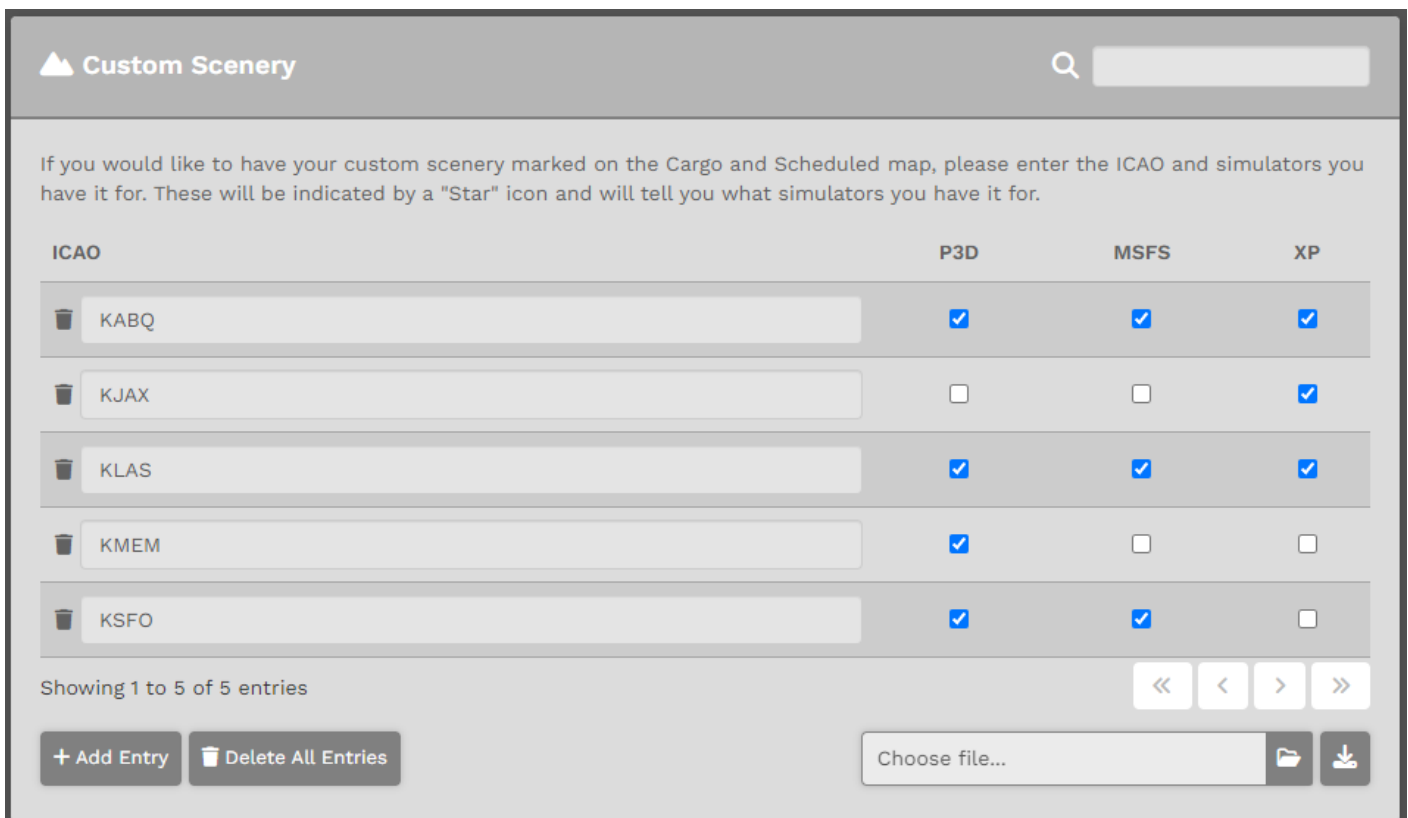 Custom Scenery
If you would like to have your custom scenery marked on the Cargo and Scheduled map, please enter the ICAO and simulators you
have it for. These will be indicated by a "Star" icon and will tell you what simulators you have it for.
ICAO P3D MSFS XP
KABQ
KJAX
KLAS
KMEM
KSFO
Showing 1 to 5 of 5 entries
+ Add Entry Delete All Entries Choose file...